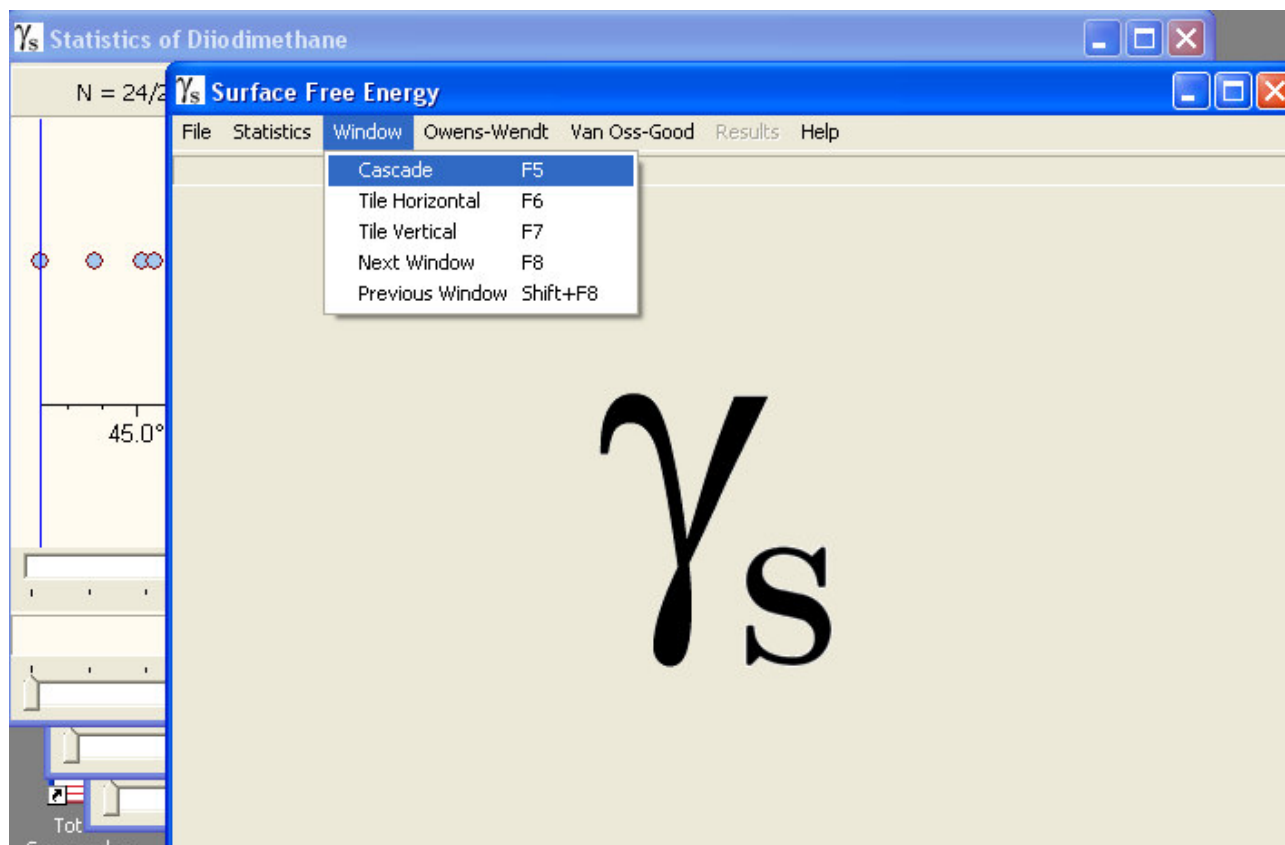 γs Statistics of Diiodimethane
N = 24/2
γs Surface Free Energy
File Statistics Window Owens-Wendt Van Oss-Good Results Help
Cascade F5
Tile Horizontal F6
Tile Vertical F7
Next Window F8
Previous Window Shift+F8
45.0°
γs
Tot